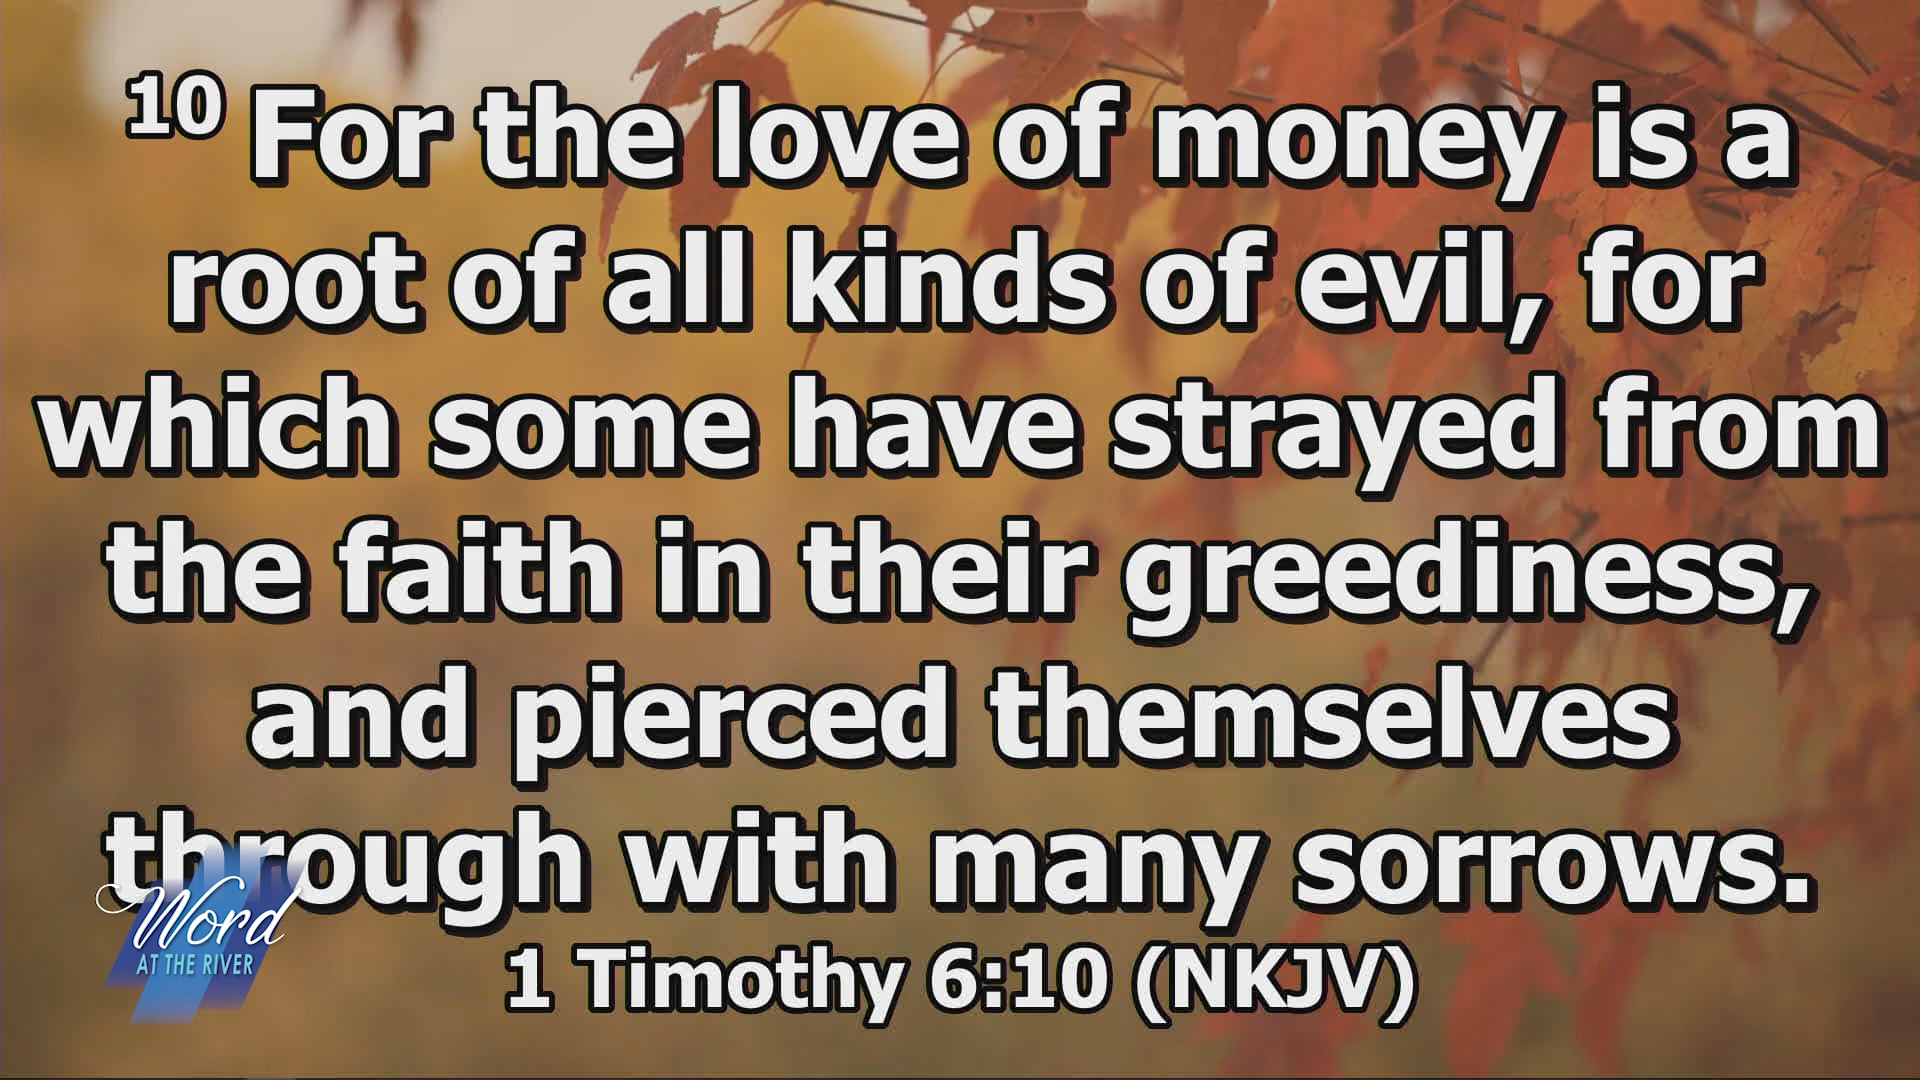 10 For the love of money is a
root of all kinds of evil, for
which some have strayed from
the faith in their greediness,
and pierced themselves
through with many sorrows.
1 Timothy 6:10 (NKJV)
Word
AT THE RIVER